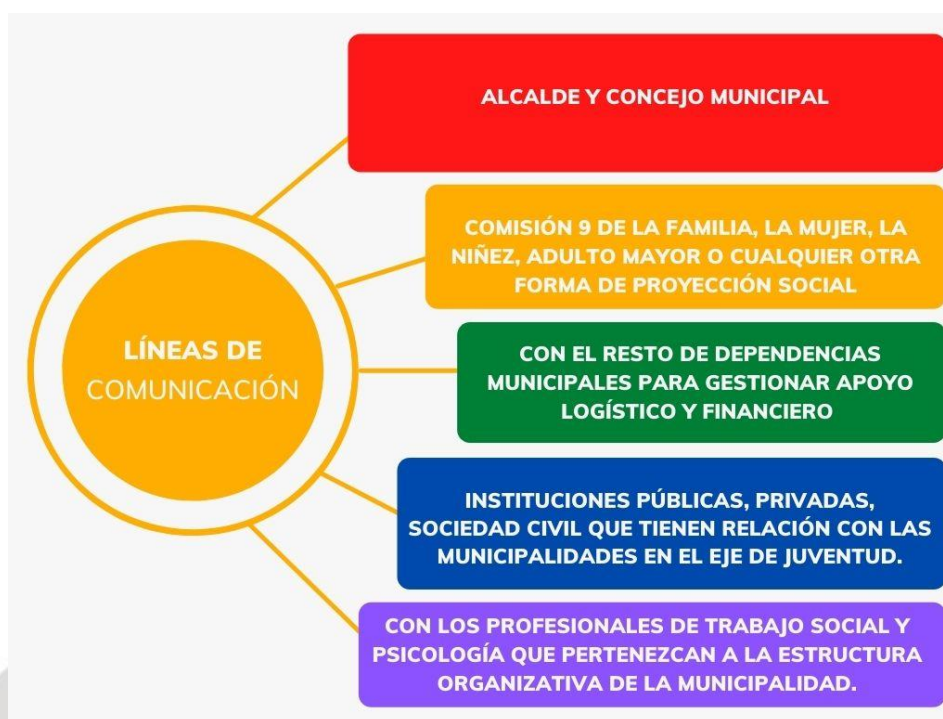 LÍNEAS DE
COMUNICACIÓN
ALCALDE Y CONCEJO MUNICIPAL
COMISIÓN 9 DE LA FAMILIA, LA MUJER, LA
NIÑEZ, ADULTO MAYOR O CUALQUIER OTRA
FORMA DE PROYECCIÓN SOCIAL
CON EL RESTO DE DEPENDENCIAS
MUNICIPALES PARA GESTIONAR APOYO
LOGÍSTICO Y FINANCIERO
INSTITUCIONES PÚBLICAS, PRIVADAS,
SOCIEDAD CIVIL QUE TIENEN RELACIÓN CON LAS
MUNICIPALIDADES EN EL EJE DE JUVENTUD.
CON LOS PROFESIONALES DE TRABAJO SOCIAL Y
PSICOLOGÍA QUE PERTENEZCAN A LA ESTRUCTURA
ORGANIZATIVA DE LA MUNICIPALIDAD.